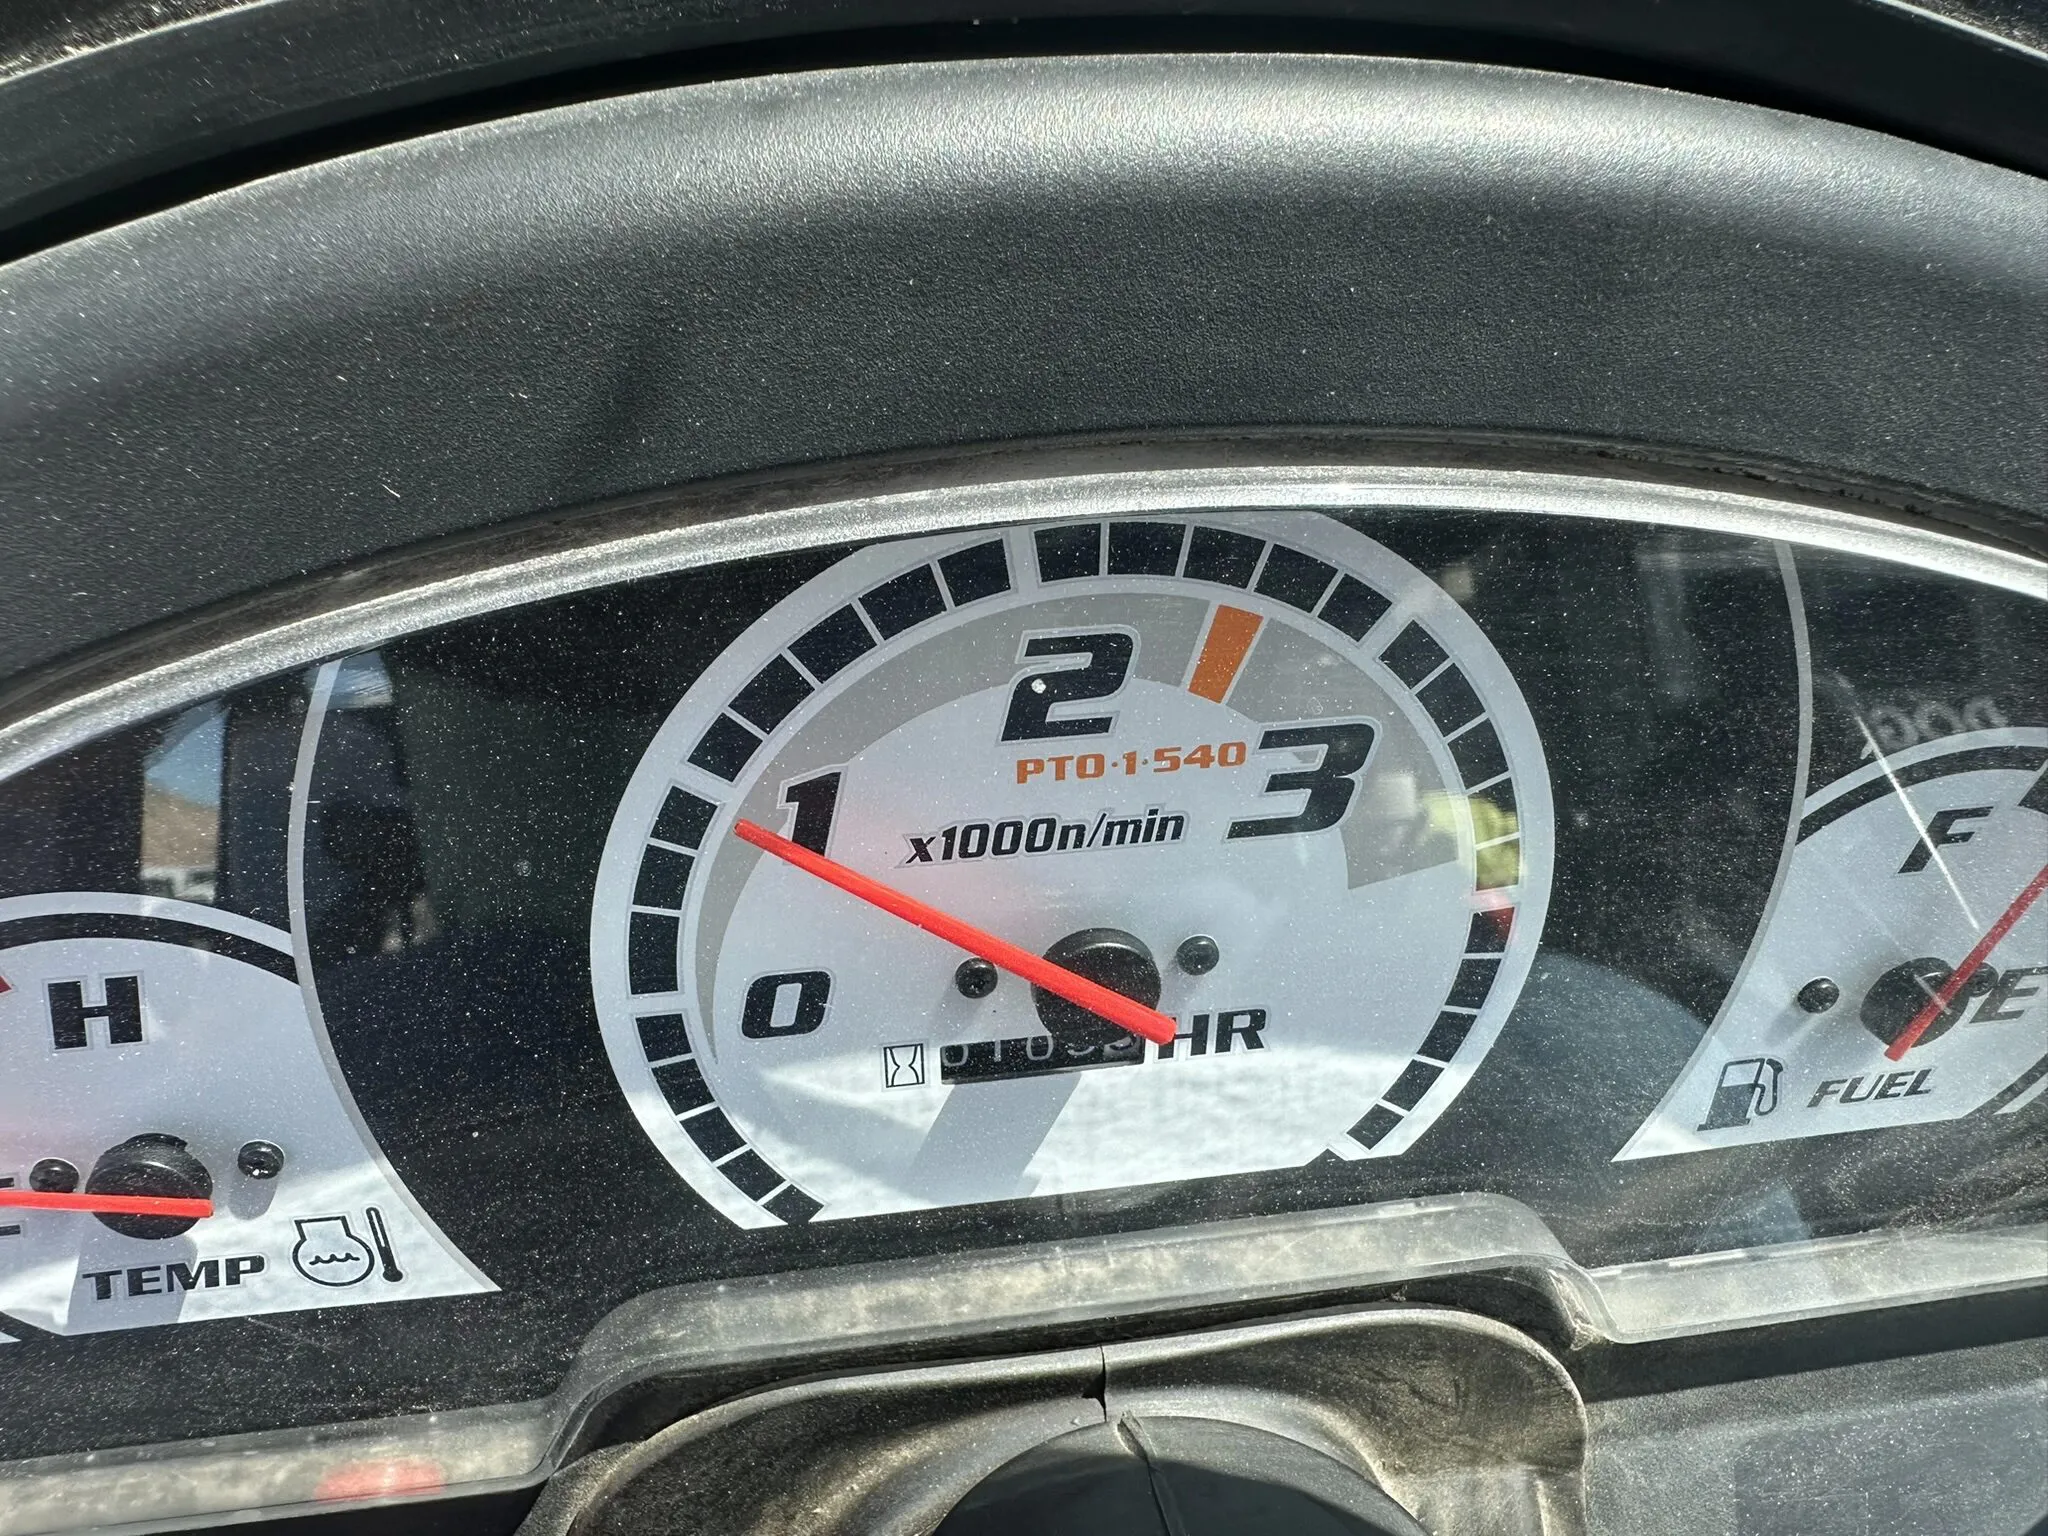 2
PTO·1·540
3
1
x1000n/min
F
0
H
E
HR
FUEL
TEMP